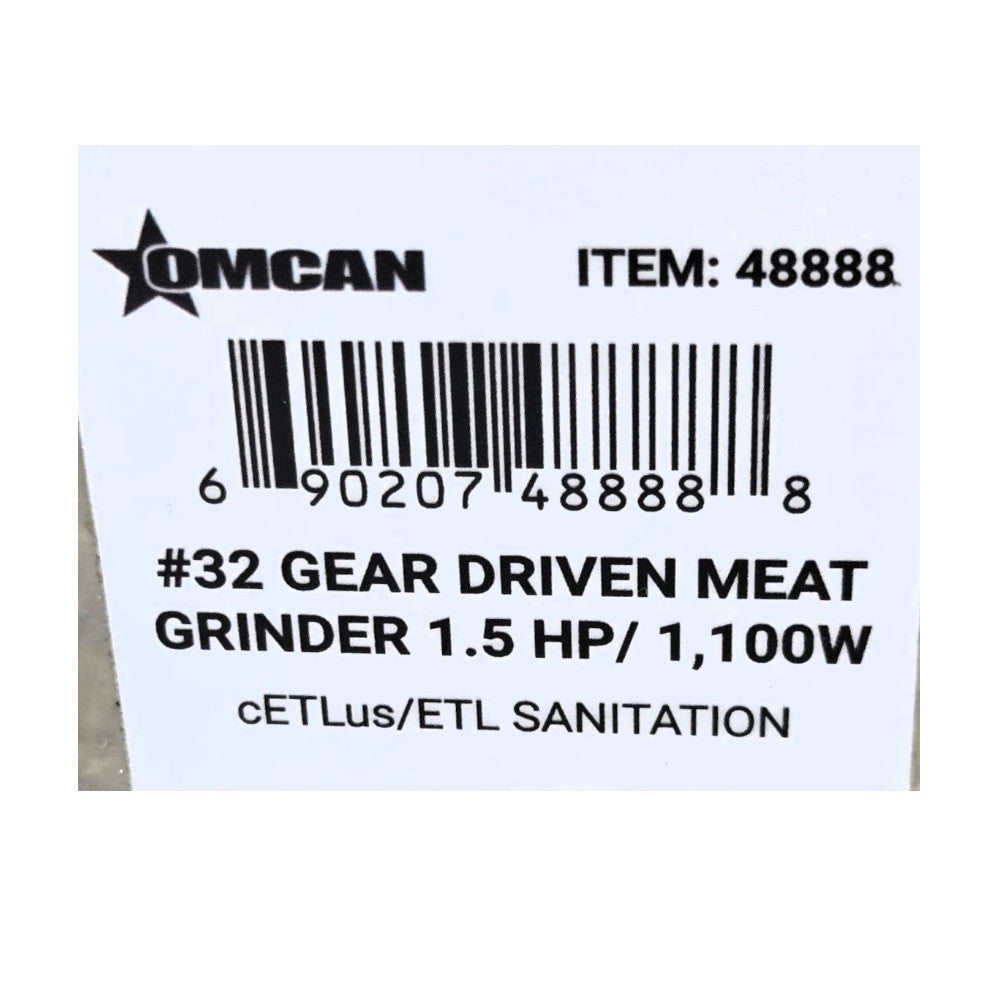 OMCAN
ITEM: 48888
6 90207 48888 8
#32 GEAR DRIVEN MEAT
GRINDER 1.5 HP/ 1,100W
cETLus/ETL SANITATION